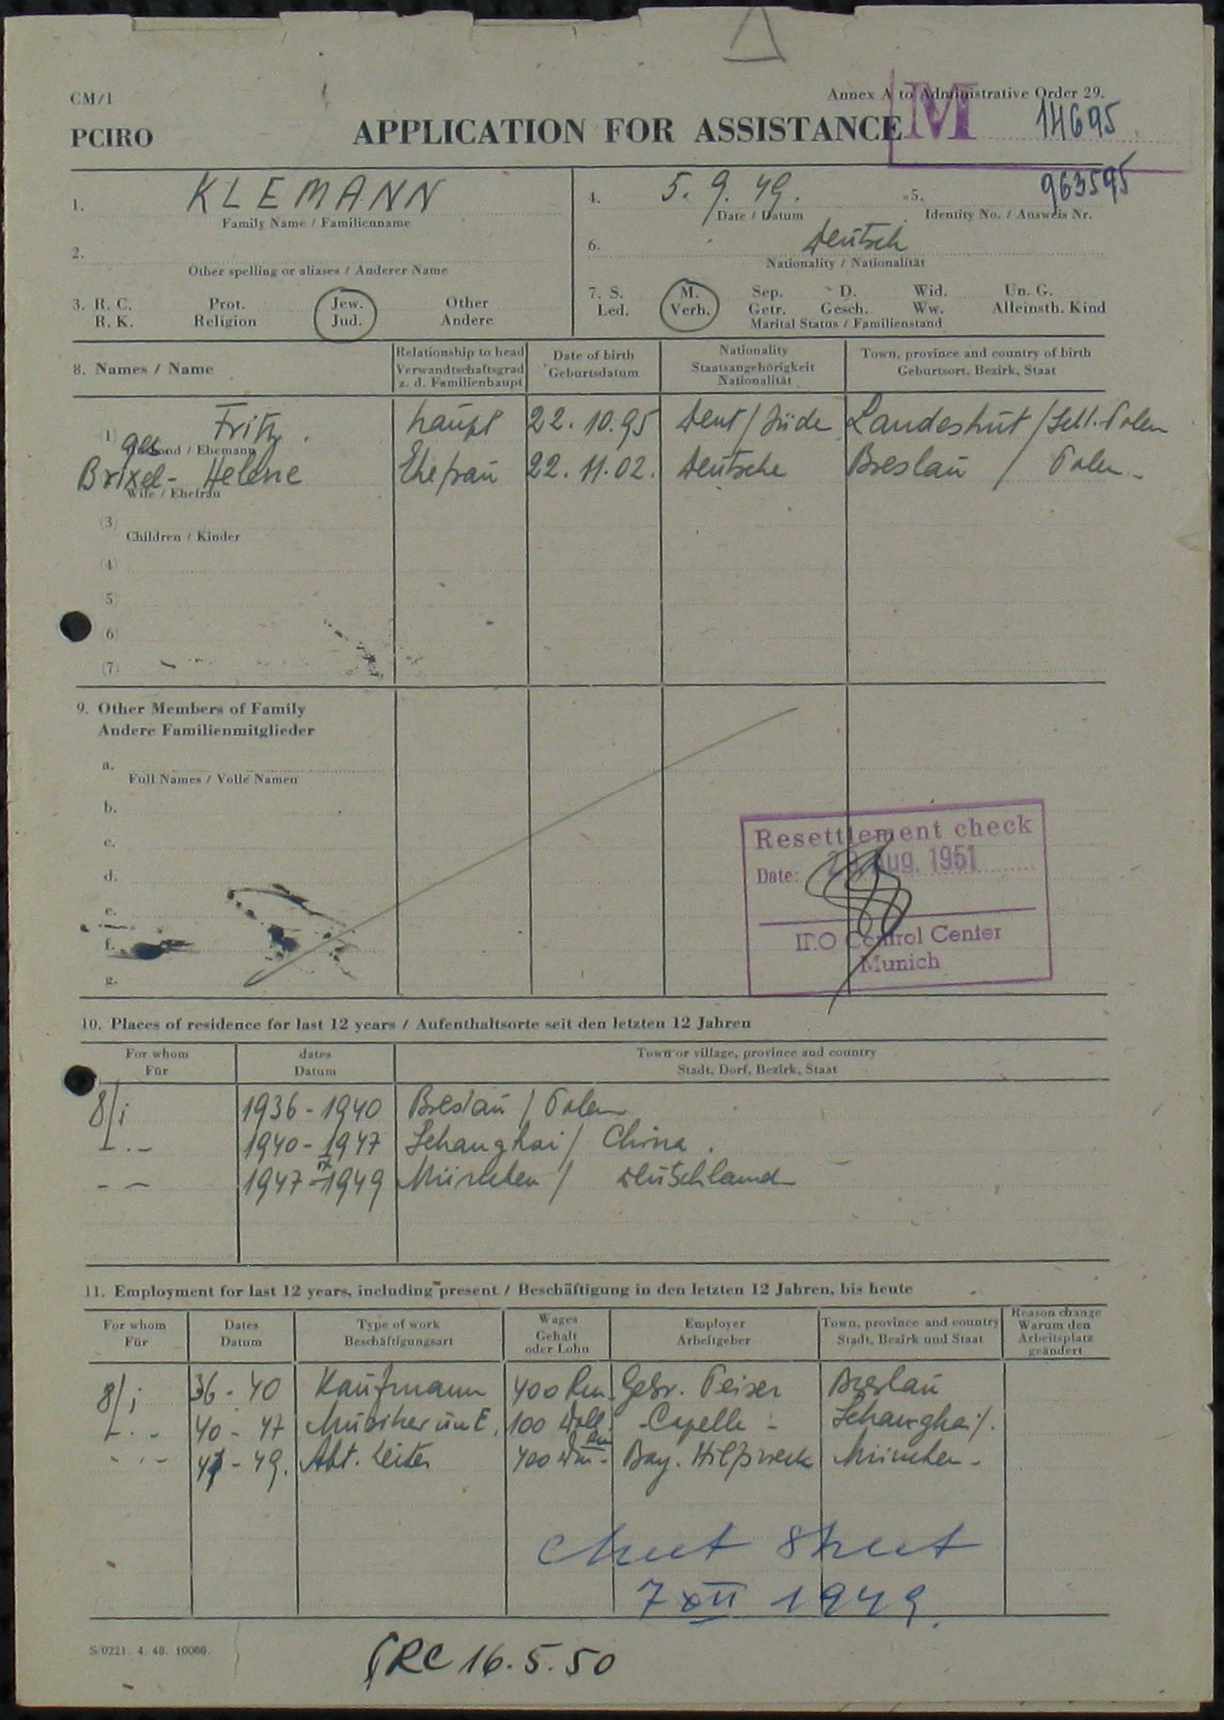 CM/1
Annex A to Administrative Order 29.
M 14695
PCIRO APPLICATION FOR ASSISTANCE
1. KLEMANN
Family Name / Familienname
4. 5. 9. 49.
Date / Datum
5. 963595
Identity No. / Ausweis Nr.
2.
Other spelling or aliases / Anderer Name
6. Deutsch
Nationality / Nationalität
3. R. C. Prot. Jew. Other
R. K. Religion Jud. Andere
7. S. M. Sep. D. Wid. Un. G.
Led. Verh. Getr. Gesch. Ww. Alleinsth. Kind
Marital Status / Familienstand
8. Names / Name
Relationship to head
Verwandtschaftsgrad
z. d. Familienhaupt
Date of birth
Geburtsdatum
Nationality
Staatsangehörigkeit
Nationalität
Town, province and country of birth
Geburtsort, Bezirk, Staat
(1) Fritz. Haupt 22. 10. 95 Deut/Jüde Landeshut / Schl. Polen
Husband / Ehemann
geb
Brixel- Helene Ehefrau 22. 11. 02. Deutsche Breslau / Polen -
Wife / Ehefrau
(3)
Children / Kinder
(4)
5)
6)
(7)
9. Other Members of Family
Andere Familienmitglieder
a.
Full Names / Volle Namen
b.
c.
d.
e.
f.
g.
Resettlement check
Date: Aug. 1951
IRO Control Center
Munich
10. Places of residence for last 12 years / Aufenthaltsorte seit den letzten 12 Jahren
For whom
Für
dates
Datum
Town or village, province and country
Stadt, Dorf, Bezirk, Staat
8/i 1936 - 1940 Breslau / Polen
1940 - 1947 Schanghai / China.
1947 - 1949 München / Deutschland
11. Employment for last 12 years, including present / Beschäftigung in den letzten 12 Jahren, bis heute
For whom
Für
Dates
Datum
Type of work
Beschäftigungsart
Wages
Gehalt
oder Lohn
Employer
Arbeitgeber
Town, province and country
Stadt, Bezirk und Staat
Reason change
Warum den
Arbeitsplatz
geändert
8/i 36 - 40 Kaufmann 400 Rm. Gebr. Peiser Breslau
40 - 47 Musiker 100 Doll. - Capelle - Schanghai.
47 - 49. Abt. Leiter 400 Dm - Bay. Hilfswerk München -
7 XII 1949.
S/0221. 4. 48. 10000.
RC 16. 5. 50